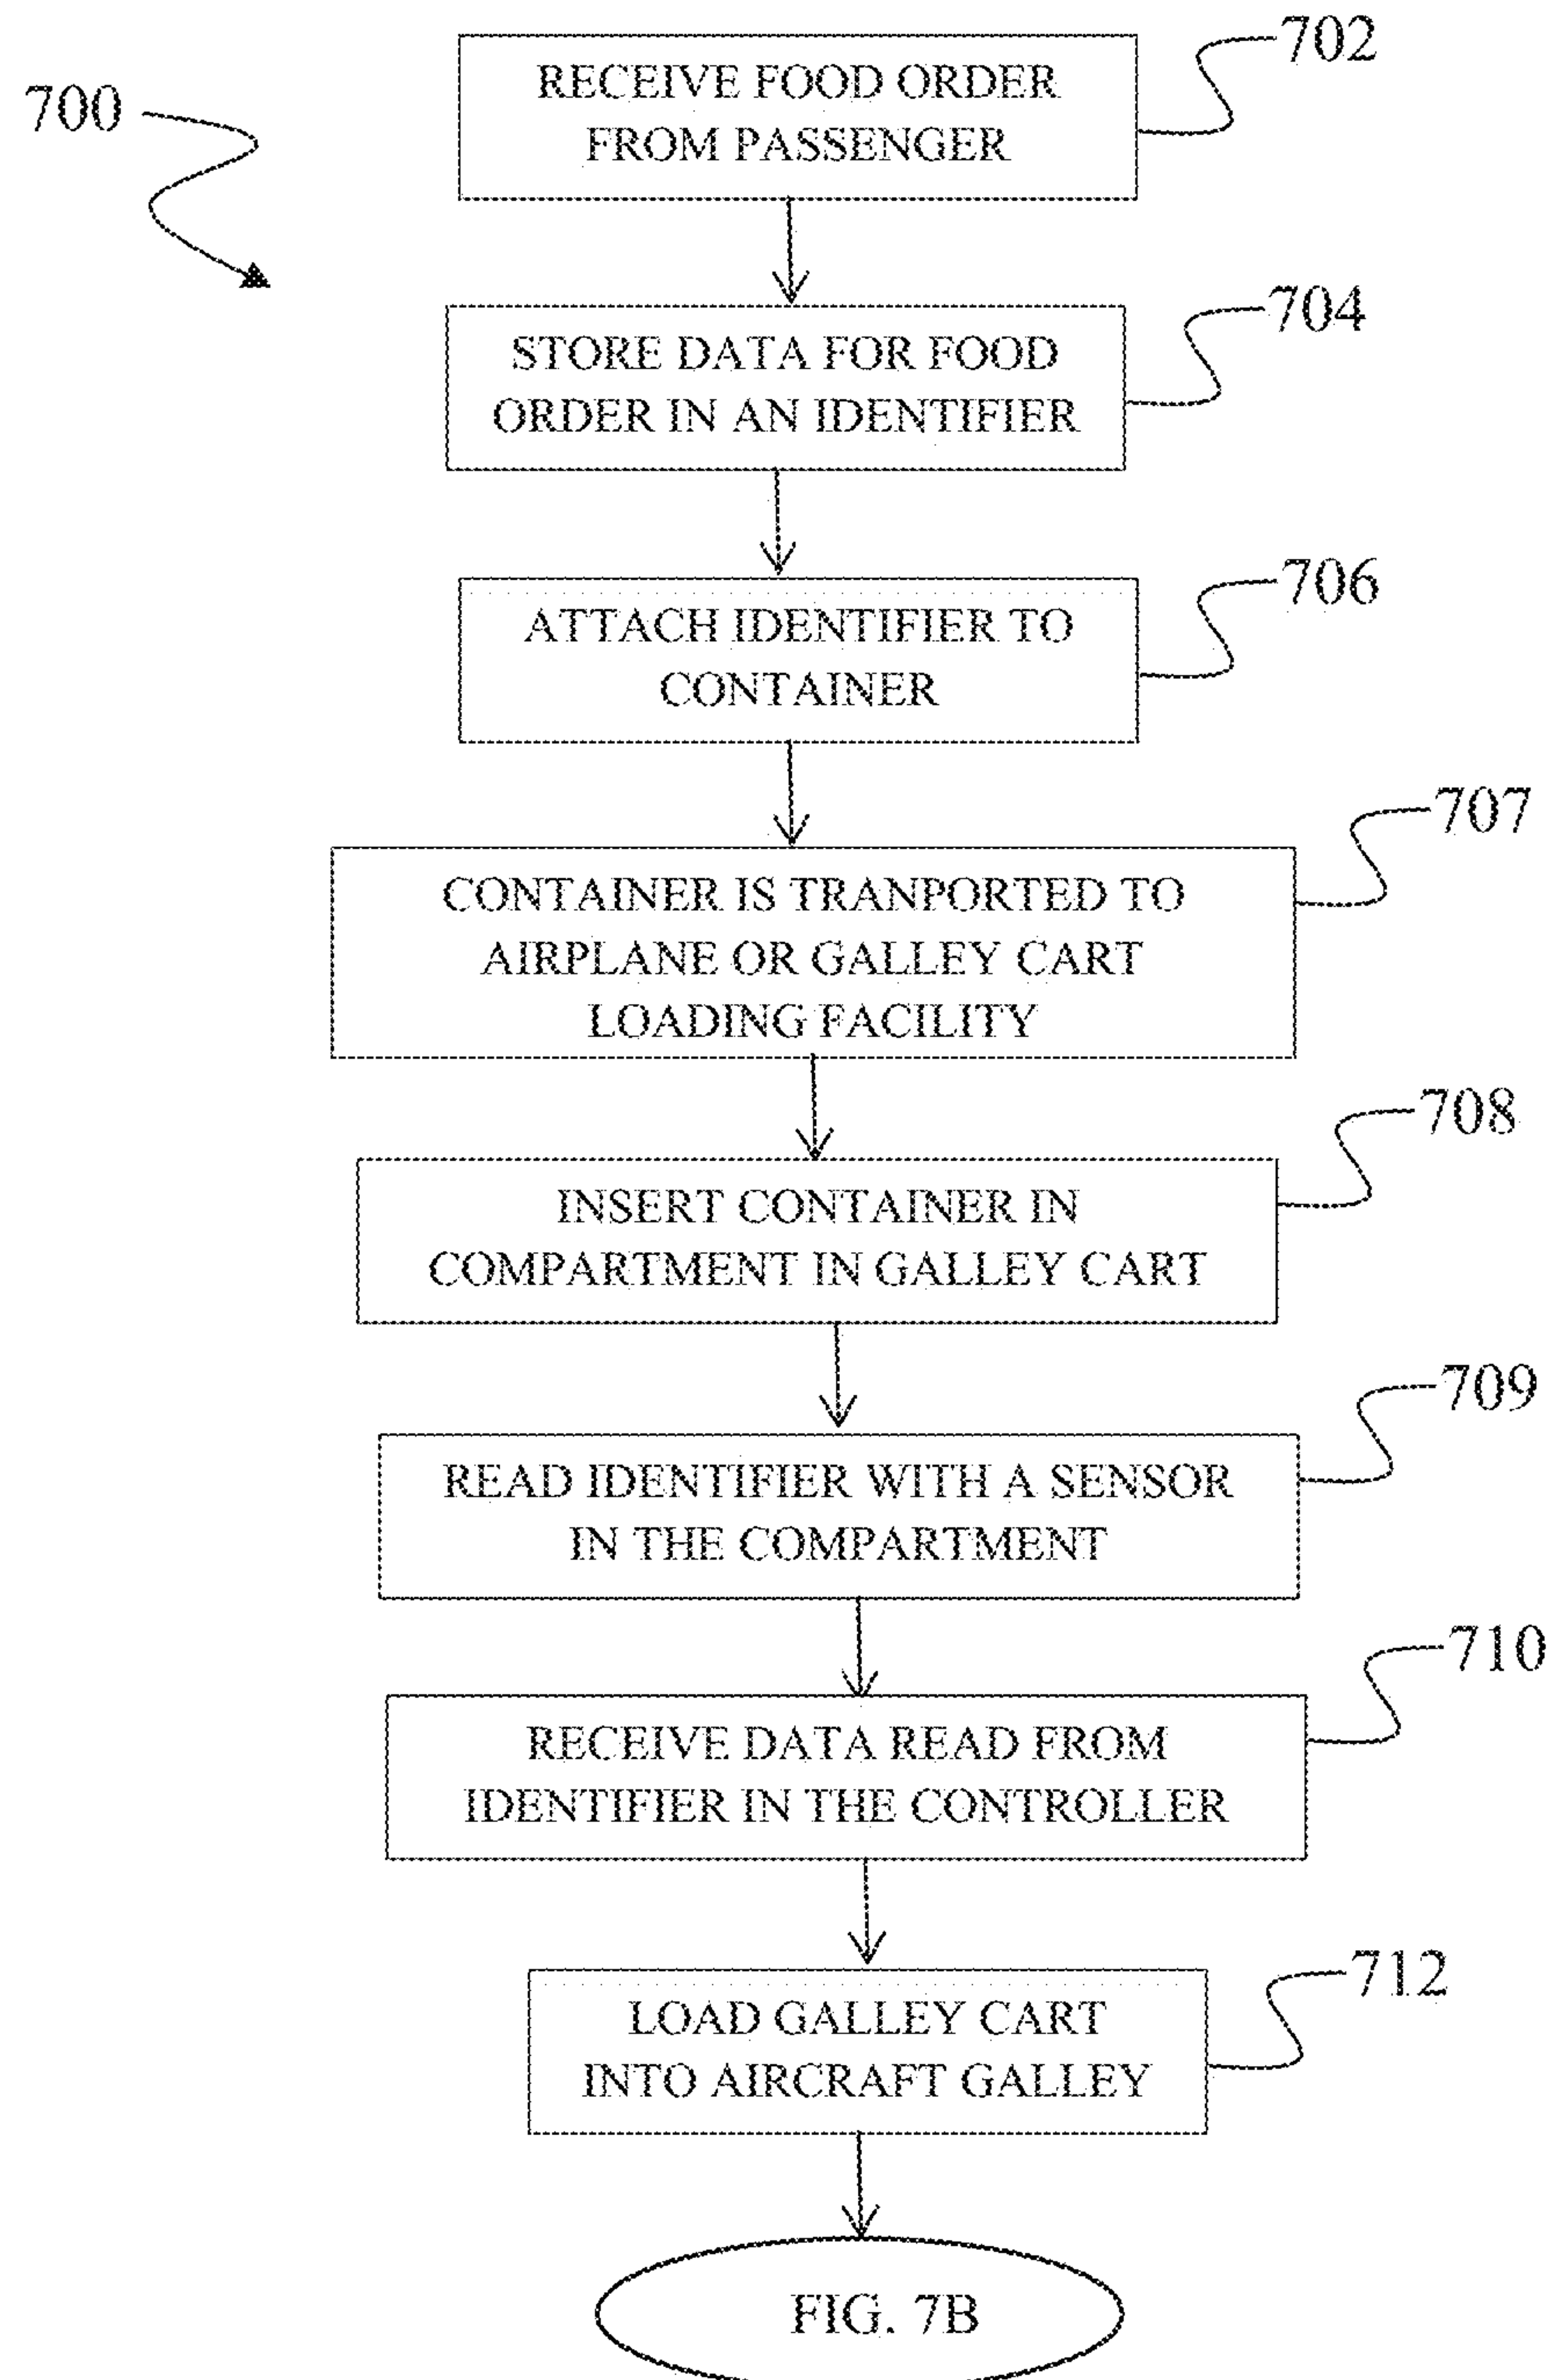 702
RECEIVE FOOD ORDER
FROM PASSENGER
700
704
STORE DATA FOR FOOD
ORDER IN AN IDENTIFIER
706
ATTACH IDENTIFIER TO
CONTAINER
707
CONTAINER IS TRANPORTED TO
AIRPLANE OR GALLEY CART
LOADING FACILITY
708
INSERT CONTAINER IN
COMPARTMENT IN GALLEY CART
709
READ IDENTIFIER WITH A SENSOR
IN THE COMPARTMENT
710
RECEIVE DATA READ FROM
IDENTIFIER IN THE CONTROLLER
712
LOAD GALLEY CART
INTO AIRCRAFT GALLEY
FIG. 7B